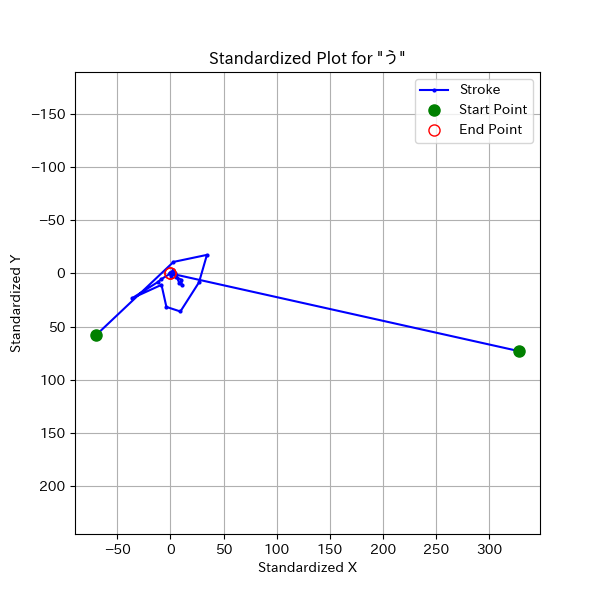 Standardized Plot for "う"
Stroke
Start Point
End Point
Standardized Y
−150
−100
−50
0
50
100
150
200
−50 0 50 100 150 200 250 300
Standardized X